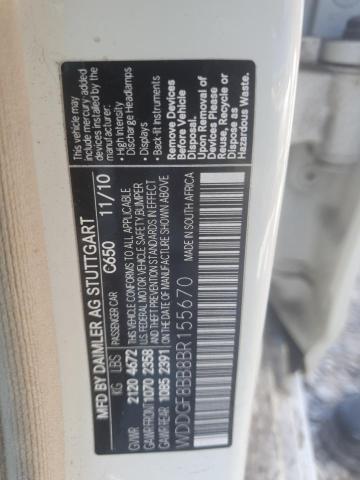 MFD BY DAIMLER AG STUTTGART
KG LBS PASSENGER CAR C650 11/10
GVWR 2120 4672 THIS VEHICLE CONFORMS TO ALL APPLICABLE
GAWR FRONT 1070 2358 U.S. FEDERAL MOTOR VEHICLE SAFETY BUMPER
GAWR REAR 1085 2391 AND THEFT PREVENTION STANDARDS IN EFFECT
ON THE DATE OF MANUFACTURE SHOWN ABOVE
WDDGF8BB8BR155670
MADE IN SOUTH AFRICA
This vehicle may
include mercury added
devices installed by the
manufacturer:
• High Intensity
Discharge Headlamps
• Displays
• Back-lit Instruments
Remove Devices
Before Vehicle
Disposal.
Upon Removal of
Devices Please
Reuse, Recycle or
Dispose as
Hazardous Waste.